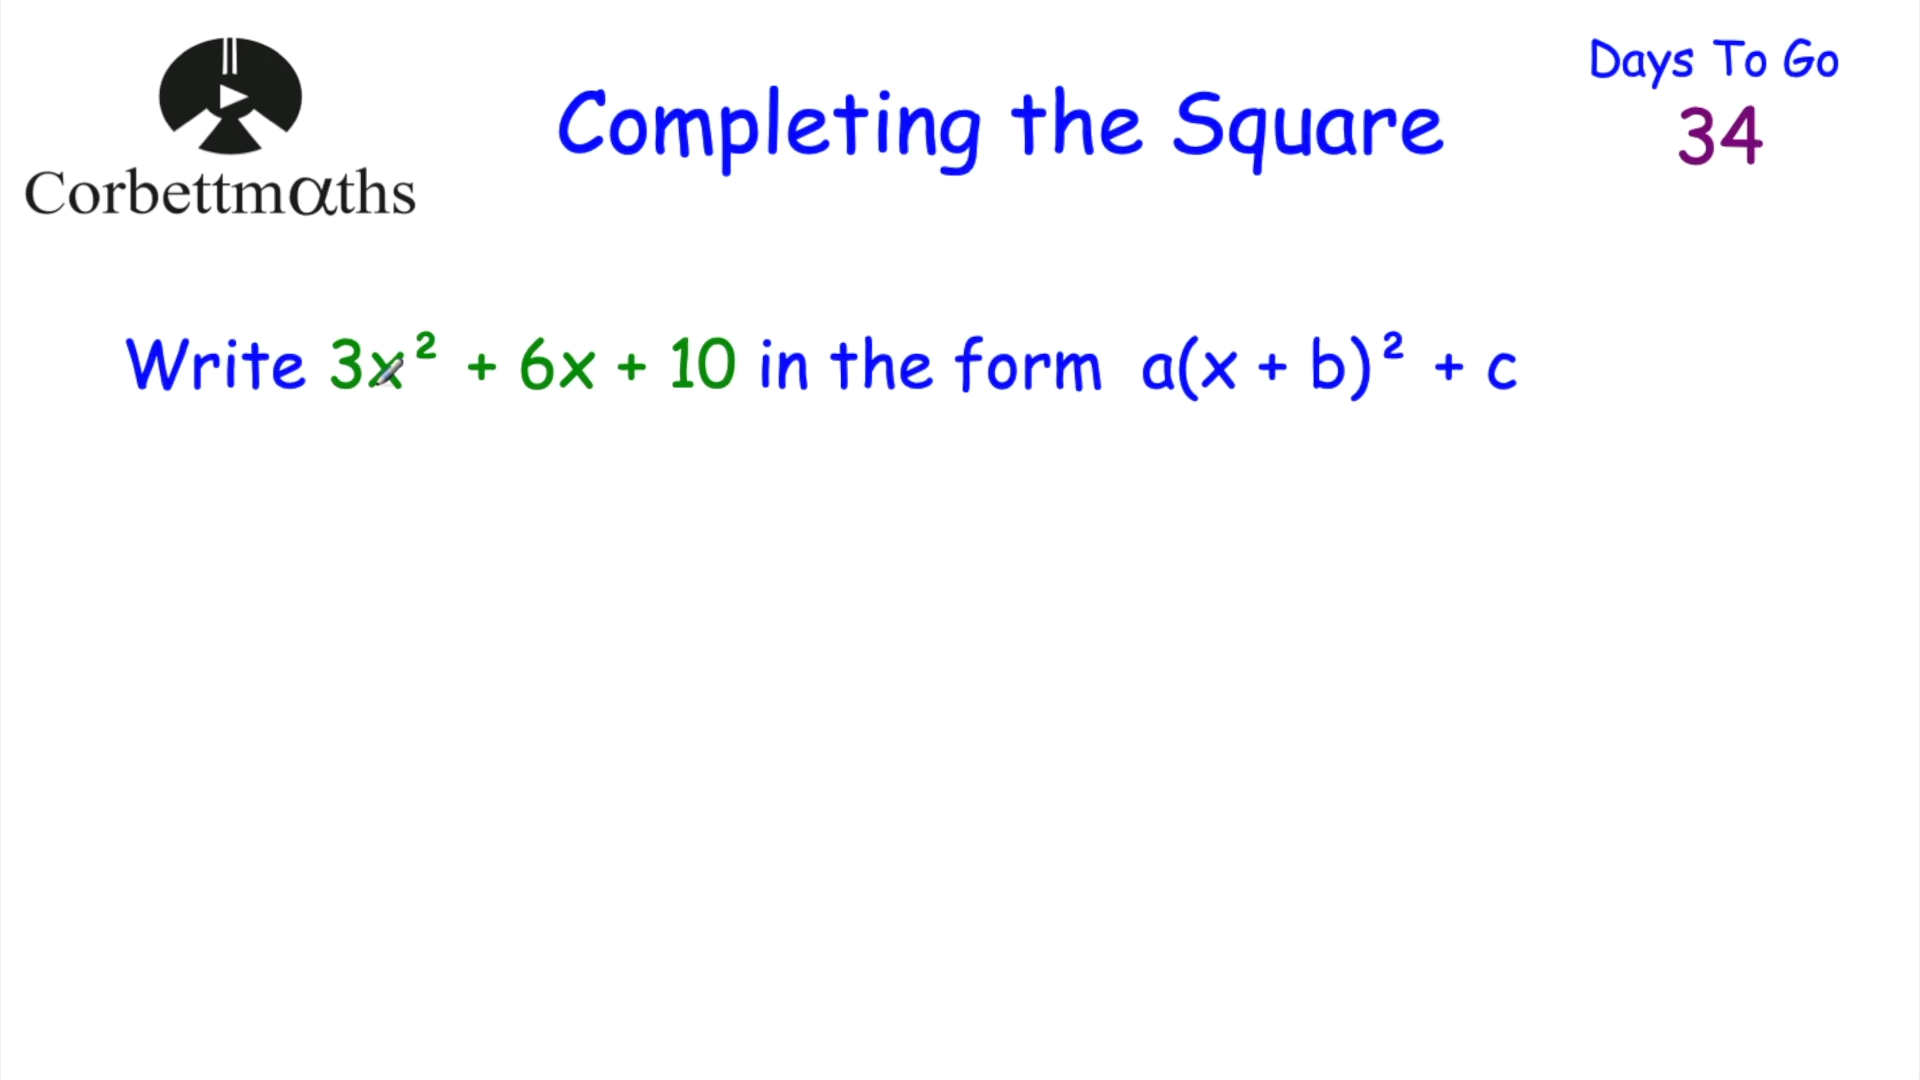 Corbettmαths
Completing the Square
Days To Go
34
Write 3x² + 6x + 10 in the form a(x + b)² + c